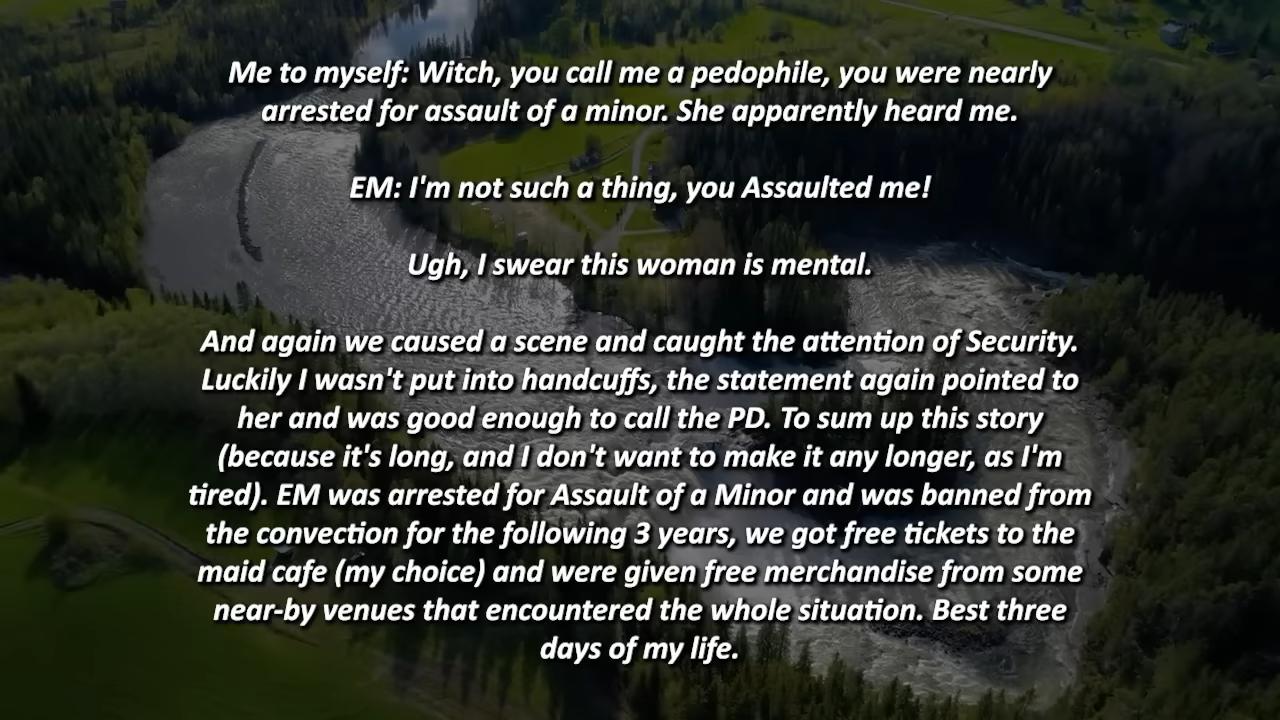 Me to myself: Witch, you call me a pedophile, you were nearly
arrested for assault of a minor. She apparently heard me.
EM: I'm not such a thing, you Assaulted me!
Ugh, I swear this woman is mental.
And again we caused a scene and caught the attention of Security.
Luckily I wasn't put into handcuffs, the statement again pointed to
her and was good enough to call the PD. To sum up this story
(because it's long, and I don't want to make it any longer, as I'm
tired). EM was arrested for Assault of a Minor and was banned from
the convection for the following 3 years, we got free tickets to the
maid cafe (my choice) and were given free merchandise from some
near-by venues that encountered the whole situation. Best three
days of my life.